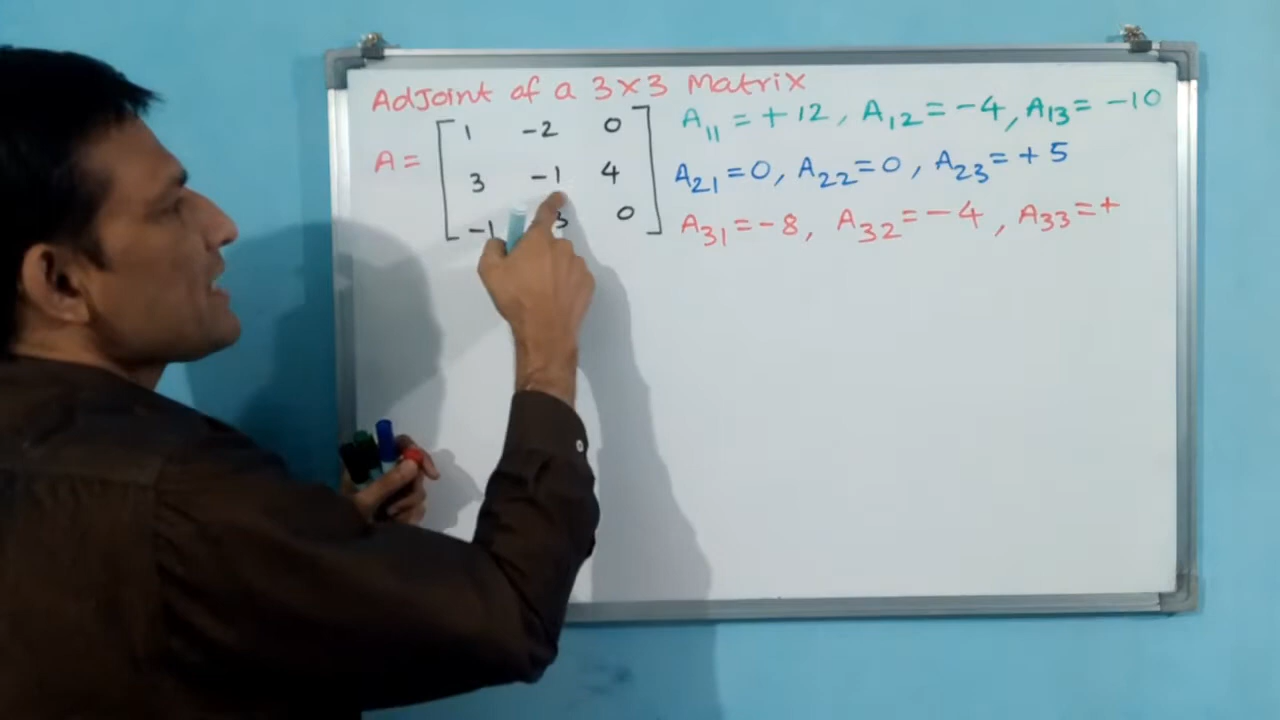 Adjoint of a 3×3 Matrix
A = [ 1 -2 0
3 -1 4
-1 3 0 ]
A₁₁ = +12, A₁₂ = -4, A₁₃ = -10
A₂₁ = 0, A₂₂ = 0, A₂₃ = +5
A₃₁ = -8, A₃₂ = -4, A₃₃ = +